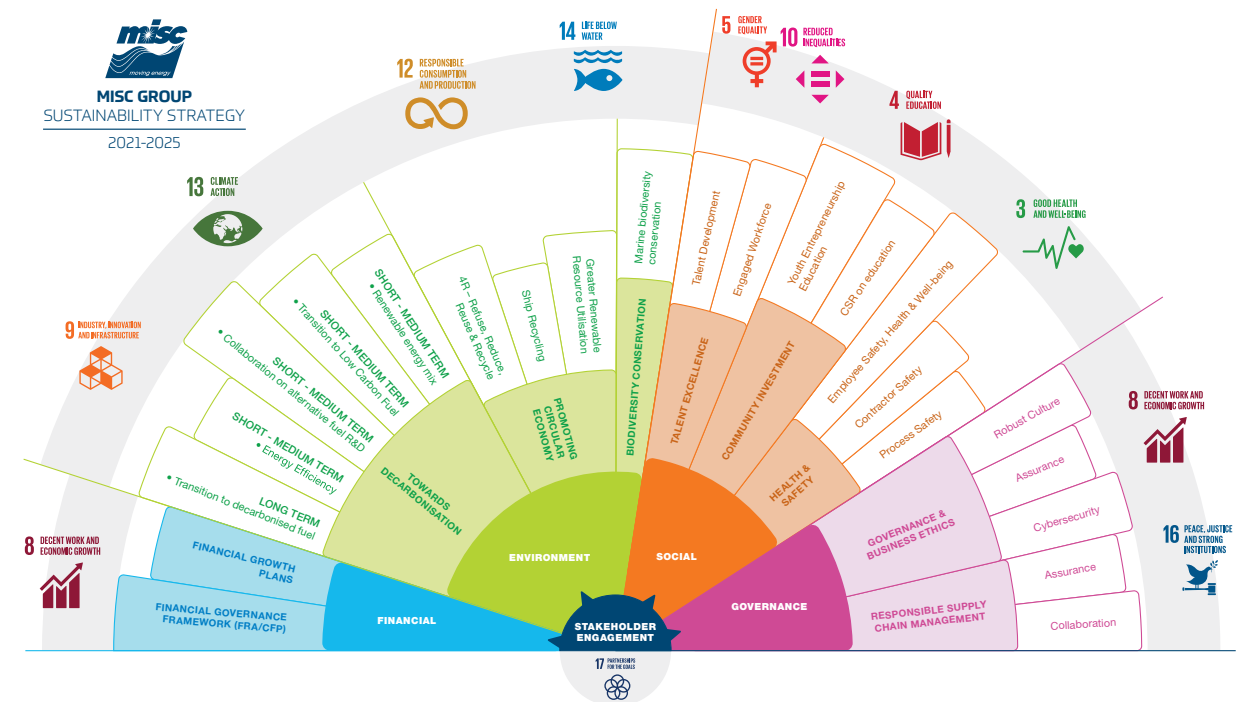 misc
moving energy
MISC GROUP
SUSTAINABILITY STRATEGY
2021-2025
8 DECENT WORK AND
ECONOMIC GROWTH
9 INDUSTRY, INNOVATION
AND INFRASTRUCTURE
13 CLIMATE
ACTION
12 RESPONSIBLE
CONSUMPTION
AND PRODUCTION
14 LIFE BELOW
WATER
5 GENDER
EQUALITY
10 REDUCED
INEQUALITIES
4 QUALITY
EDUCATION
3 GOOD HEALTH
AND WELL-BEING
8 DECENT WORK AND
ECONOMIC GROWTH
16 PEACE, JUSTICE
AND STRONG
INSTITUTIONS
FINANCIAL
FINANCIAL GOVERNANCE
FRAMEWORK (FRA/CFP)
FINANCIAL GROWTH
PLANS
ENVIRONMENT
TOWARDS
DECARBONISATION
LONG TERM
• Transition to decarbonised fuel
SHORT - MEDIUM TERM
• Energy Efficiency
SHORT - MEDIUM TERM
• Collaboration on alternative fuel R&D
SHORT - MEDIUM TERM
• Transition to Low Carbon Fuel
SHORT - MEDIUM TERM
• Renewable energy mix
PROMOTING
CIRCULAR
ECONOMY
4R – Refuse, Reduce,
Reuse & Recycle
Ship Recycling
Greater Renewable
Resource Utilisation
BIODIVERSITY CONSERVATION
Marine biodiversity
conservation
SOCIAL
TALENT EXCELLENCE
Talent Development
Engaged Workforce
COMMUNITY INVESTMENT
Youth Entrepreneurship
Education
CSR on education
HEALTH &
SAFETY
Employee Safety, Health & Well-being
Contractor Safety
Process Safety
GOVERNANCE
GOVERNANCE &
BUSINESS ETHICS
Robust Culture
Assurance
Cybersecurity
RESPONSIBLE SUPPLY
CHAIN MANAGEMENT
Assurance
Collaboration
STAKEHOLDER
ENGAGEMENT
17 PARTNERSHIPS
FOR THE GOALS